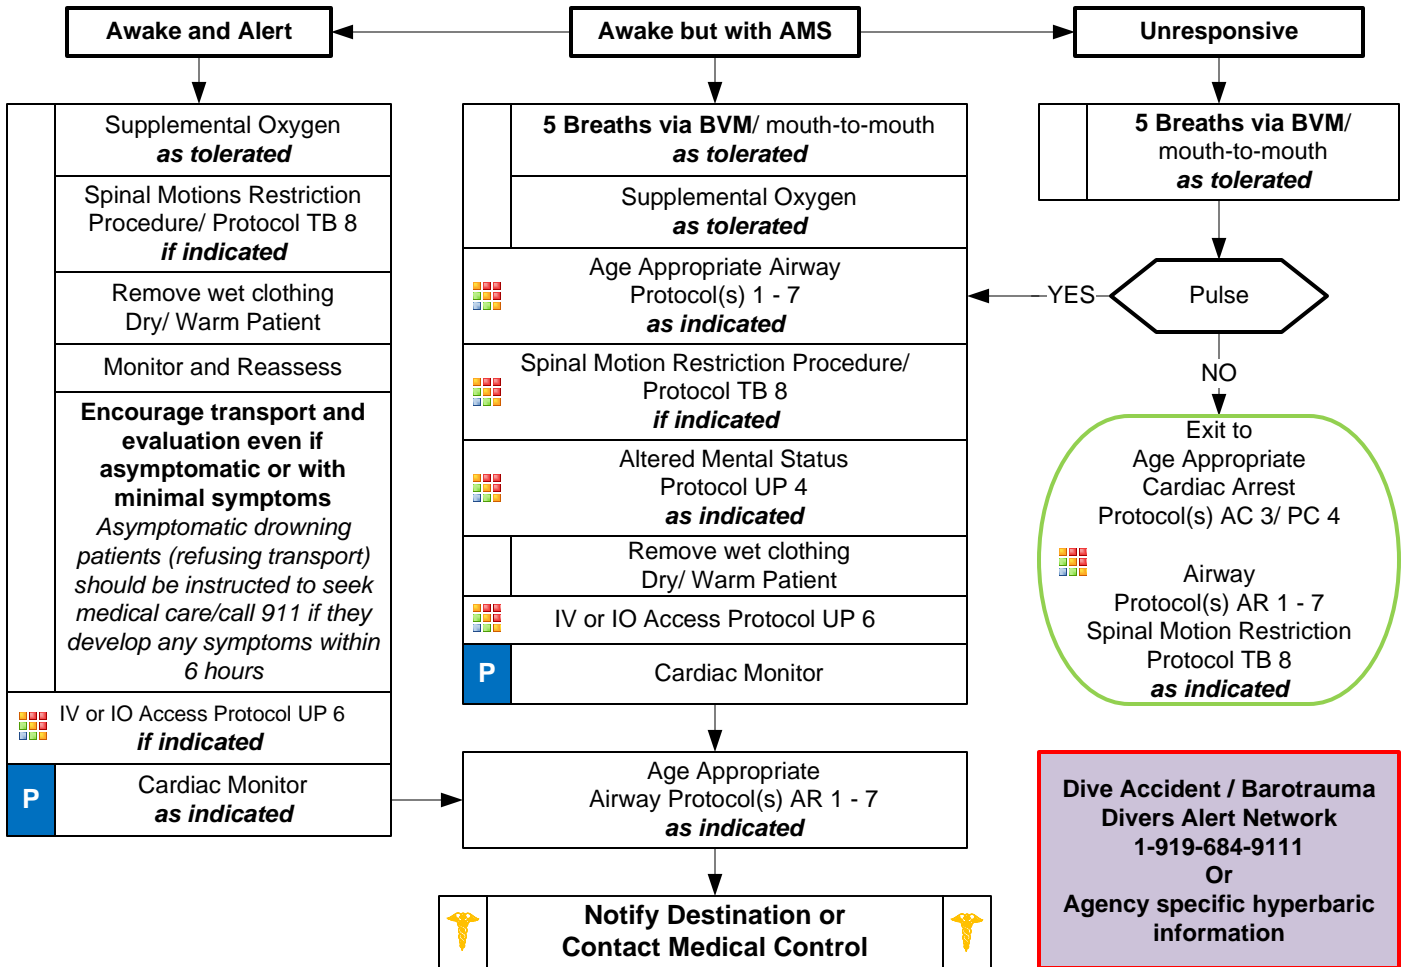 Awake and Alert
Awake but with AMS
Unresponsive
Supplemental Oxygen
as tolerated
Spinal Motions Restriction
Procedure/ Protocol TB 8
if indicated
Remove wet clothing
Dry/ Warm Patient
Monitor and Reassess
Encourage transport and
evaluation even if
asymptomatic or with
minimal symptoms
Asymptomatic drowning
patients (refusing transport)
should be instructed to seek
medical care/call 911 if they
develop any symptoms within
6 hours
IV or IO Access Protocol UP 6
if indicated
P
Cardiac Monitor
as indicated
5 Breaths via BVM/ mouth-to-mouth
as tolerated
Supplemental Oxygen
as tolerated
Age Appropriate Airway
Protocol(s) 1 - 7
as indicated
Spinal Motion Restriction Procedure/
Protocol TB 8
if indicated
Altered Mental Status
Protocol UP 4
as indicated
Remove wet clothing
Dry/ Warm Patient
IV or IO Access Protocol UP 6
P
Cardiac Monitor
Age Appropriate
Airway Protocol(s) AR 1 - 7
as indicated
Notify Destination or
Contact Medical Control
5 Breaths via BVM/
mouth-to-mouth
as tolerated
Pulse
YES
NO
Exit to
Age Appropriate
Cardiac Arrest
Protocol(s) AC 3/ PC 4
Airway
Protocol(s) AR 1 - 7
Spinal Motion Restriction
Protocol TB 8
as indicated
Dive Accident / Barotrauma
Divers Alert Network
1-919-684-9111
Or
Agency specific hyperbaric
information